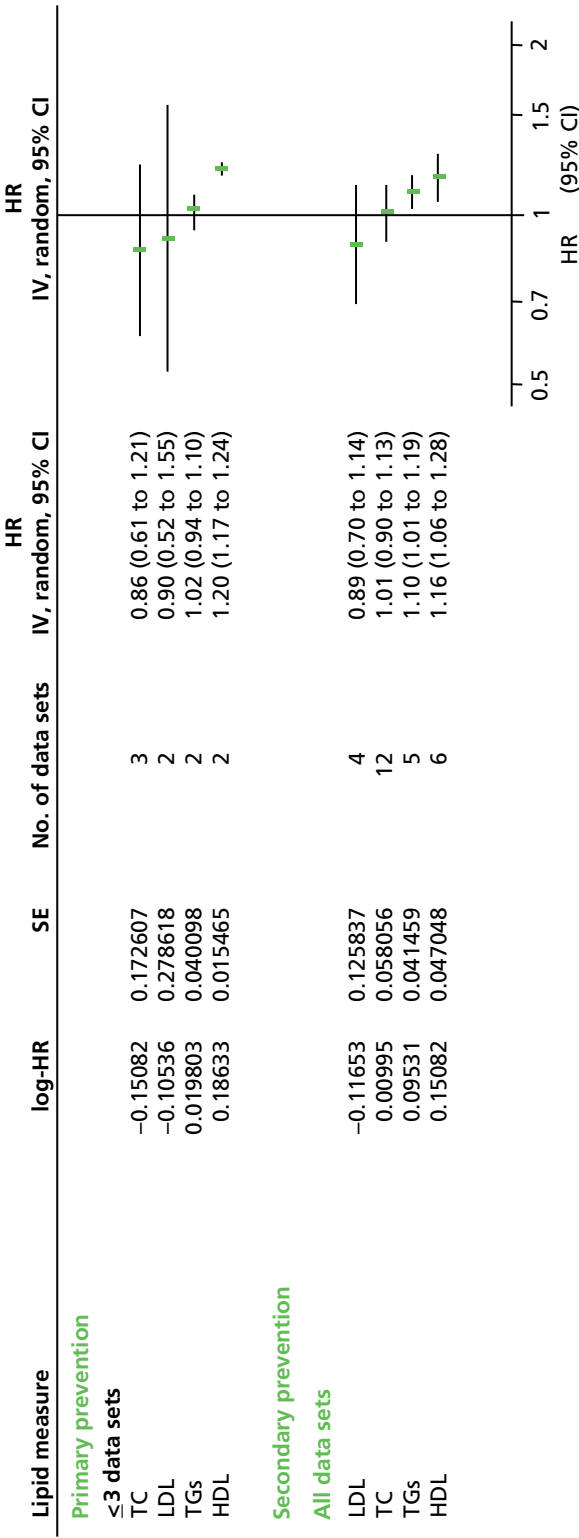 Lipid measure log-HR SE No. of data sets HR IV, random, 95% CI HR IV, random, 95% CI
Primary prevention
≤3 data sets
TC −0.15082 0.172607 3 0.86 (0.61 to 1.21)
LDL −0.10536 0.278618 2 0.90 (0.52 to 1.55)
TGs 0.019803 0.040098 2 1.02 (0.94 to 1.10)
HDL 0.18633 0.015465 2 1.20 (1.17 to 1.24)
Secondary prevention
All data sets
LDL −0.11653 0.125837 4 0.89 (0.70 to 1.14)
TC 0.00995 0.058056 12 1.01 (0.90 to 1.13)
TGs 0.09531 0.041459 5 1.10 (1.01 to 1.19)
HDL 0.15082 0.047048 6 1.16 (1.06 to 1.28)
0.5 0.7 1 1.5 2
HR (95% CI)